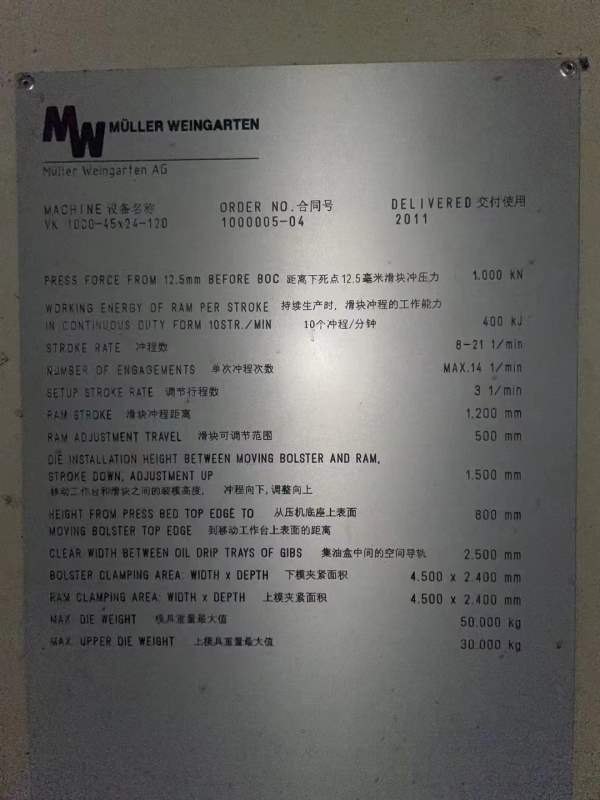 MW MÜLLER WEINGARTEN
Müller Weingarten AG
MACHINE 设备名称 ORDER NO. 合同号 DELIVERED 交付使用
VK 1000-45x24-120 1000005-04 2011
PRESS FORCE FROM 12.5mm BEFORE BDC 距离下死点12.5毫米滑块冲压力 1.000 KN
WORKING ENERGY OF RAM PER STROKE 持续生产时, 滑块冲程的工作能力
IN CONTINUOUS DUTY FORM 10STR./MIN 10个冲程/分钟 400 kJ
STROKE RATE 冲程数 8-21 1/min
NUMBER OF ENGAGEMENTS 单次冲程次数 MAX.14 1/min
SETUP STROKE RATE 调节行程数 3 1/min
RAM STROKE 滑块冲程距离 1.200 mm
RAM ADJUSTMENT TRAVEL 滑块可调节范围 500 mm
DIE INSTALLATION HEIGHT BETWEEN MOVING BOLSTER AND RAM,
STROKE DOWN, ADJUSTMENT UP 1.500 mm
移动工作台和滑块之间的装模高度, 冲程向下,调整向上
HEIGHT FROM PRESS BED TOP EDGE TO 从压机底座上表面 800 mm
MOVING BOLSTER TOP EDGE 到移动工作台上表面的距离
CLEAR WIDTH BETWEEN OIL DRIP TRAYS OF GIBS 集油盒中间的空间导轨 2.500 mm
BOLSTER CLAMPING AREA: WIDTH x DEPTH 下模夹紧面积 4.500 x 2.400 mm
RAM CLAMPING AREA: WIDTH x DEPTH 上模夹紧面积 4.500 x 2.400 mm
MAX. DIE WEIGHT 模具重量最大值 50.000 kg
MAX. UPPER DIE WEIGHT 上模具重量最大值 30.000 kg